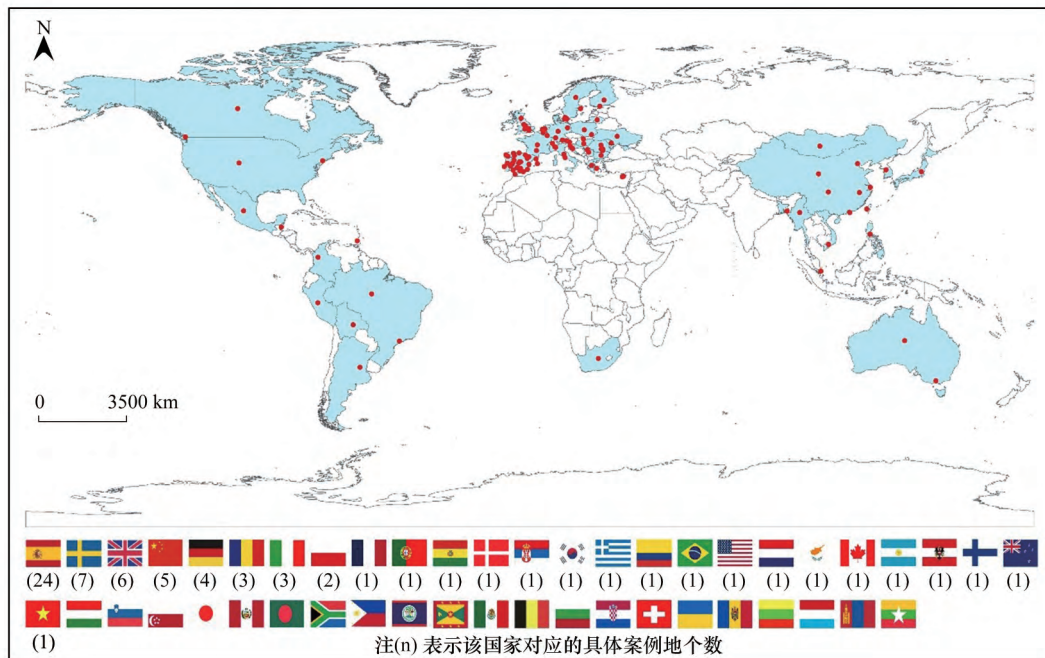 N
0 3500 km
(24) (7) (6) (5) (4) (3) (3) (2) (1) (1) (1) (1) (1) (1) (1) (1) (1) (1) (1) (1) (1) (1) (1) (1) (1)
(1)
注(n) 表示该国家对应的具体案例地个数